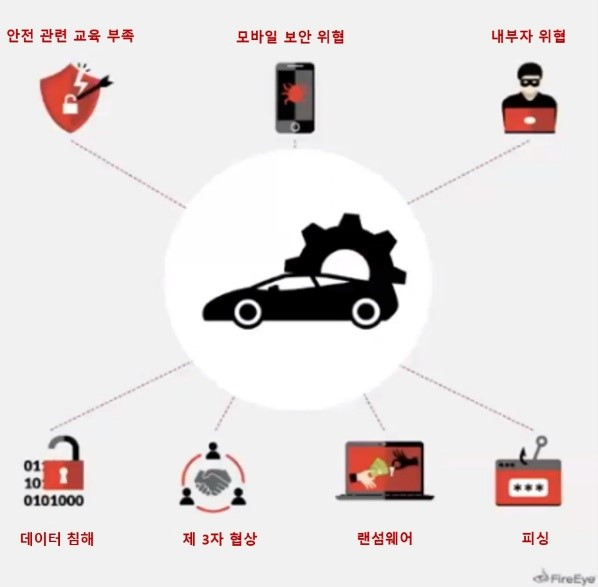 안전 관련 교육 부족
모바일 보안 위협
내부자 위협
011
101
0101000
***
데이터 침해
제 3자 협상
랜섬웨어
피싱
FireEye